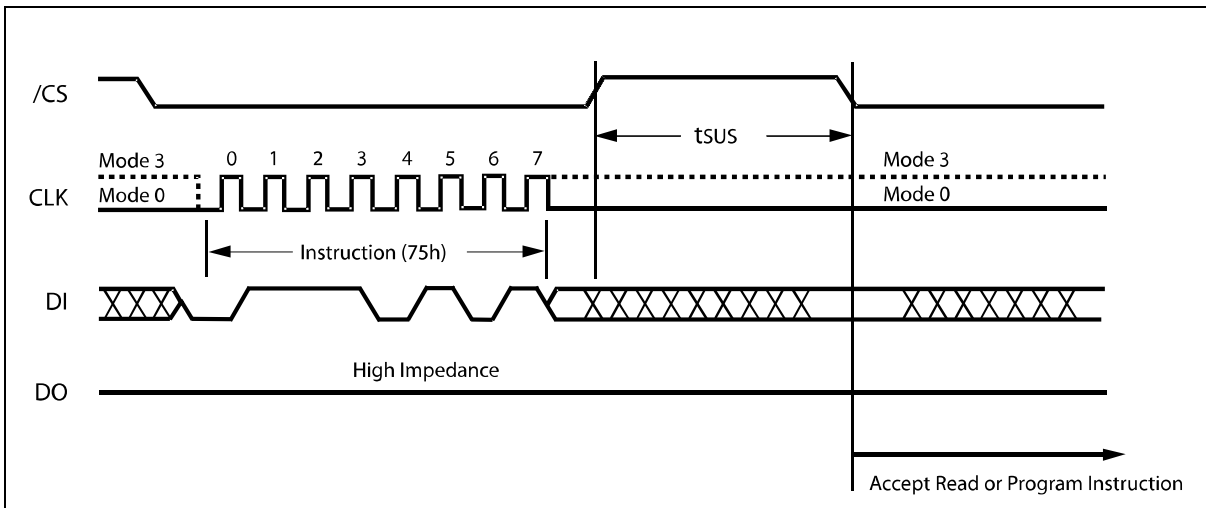 /CS
tSUS
Mode 3
0 1 2 3 4 5 6 7
Mode 3
CLK
Mode 0
Mode 0
Instruction (75h)
DI
High Impedance
DO
Accept Read or Program Instruction